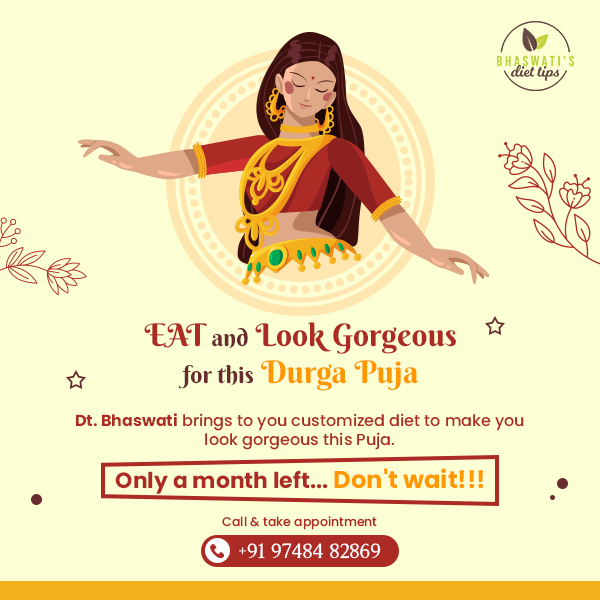 BHASWATI'S
diet tips
EAT and Look Gorgeous
for this Durga Puja
Dt. Bhaswati brings to you customized diet to make you
look gorgeous this Puja.
Only a month left... Don't wait!!!
Call & take appointment
+91 97484 82869